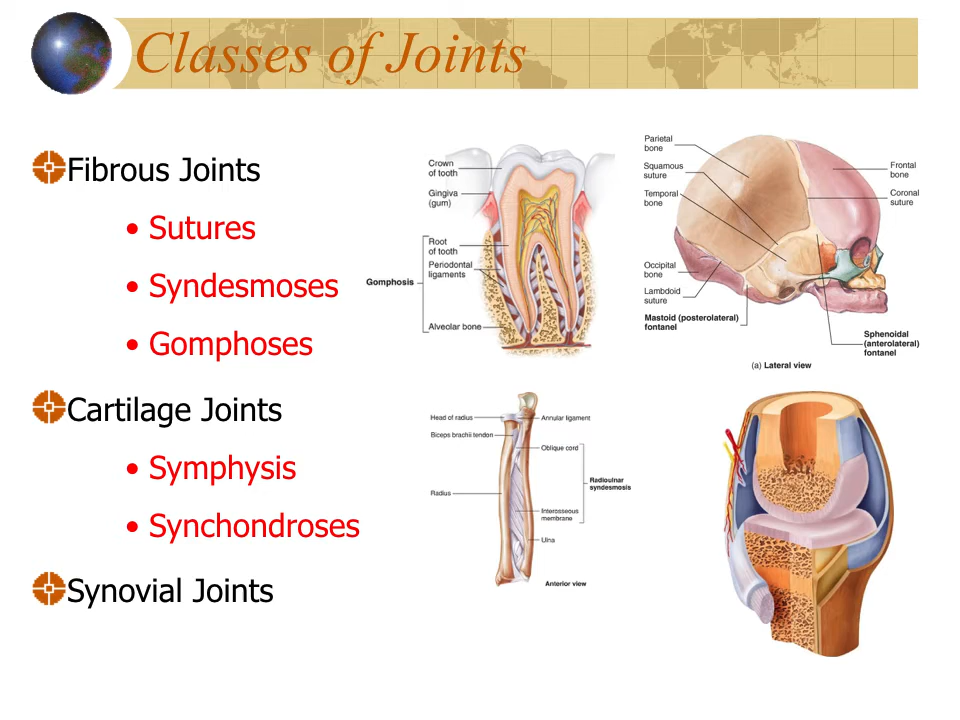 Classes of Joints
Fibrous Joints
• Sutures
• Syndesmoses
• Gomphoses
Cartilage Joints
• Symphysis
• Synchondroses
Synovial Joints
Crown
of tooth
Gingiva
(gum)
Root
of tooth
Periodontal
ligaments
Gomphosis
Alveolar bone
Parietal
bone
Squamous
suture
Temporal
bone
Occipital
bone
Lambdoid
suture
Mastoid (posterolateral)
fontanel
Frontal
bone
Coronal
suture
Sphenoidal
(anterolateral)
fontanel
(a) Lateral view
Head of radius
Biceps brachii tendon
Radius
Annular ligament
Oblique cord
Radioulnar
syndesmosis
Interosseous
membrane
Ulna
Anterior view